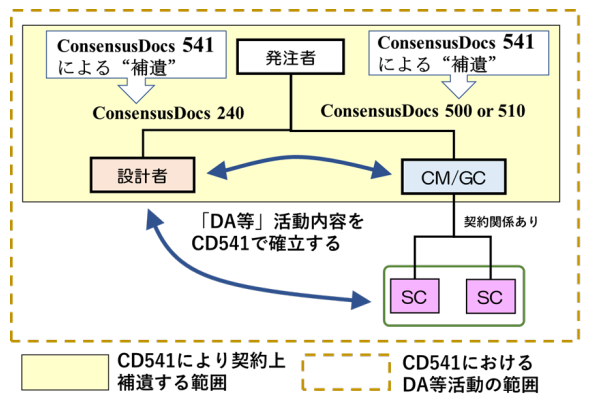 ConsensusDocs 541
による“補遺”
発注者
ConsensusDocs 541
による“補遺”
ConsensusDocs 240
ConsensusDocs 500 or 510
設計者
CM/GC
「DA等」活動内容を
CD541で確立する
契約関係あり
SC
SC
CD541により契約上
補遺する範囲
CD541における
DA等活動の範囲